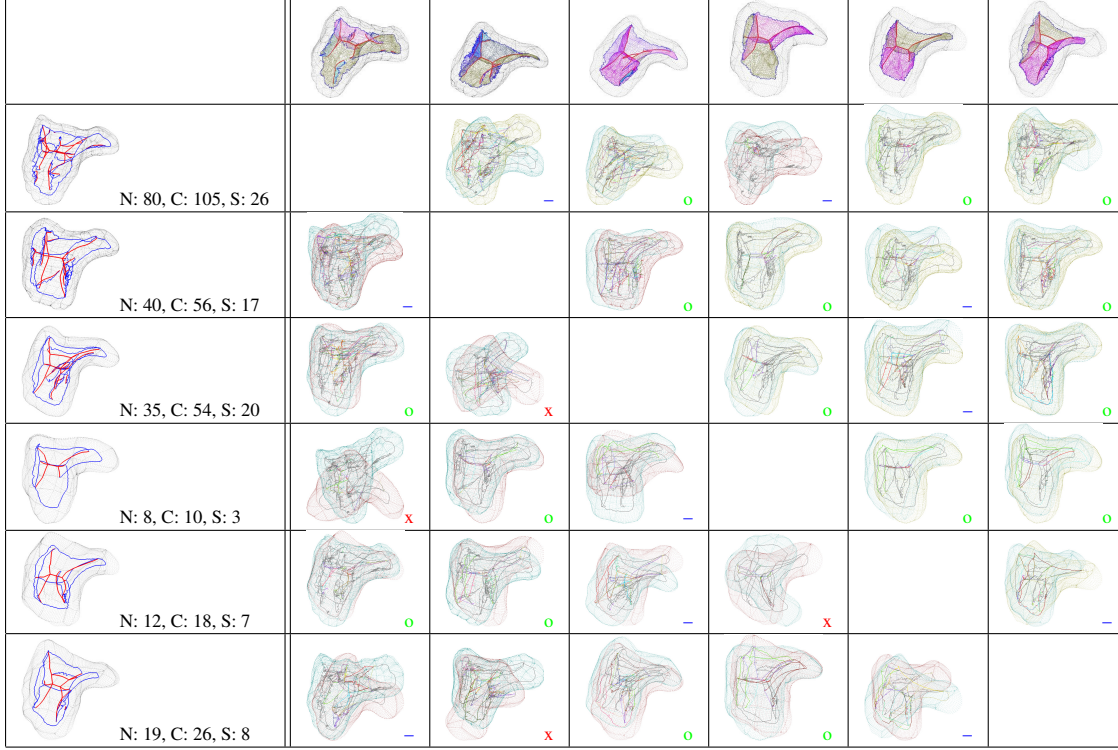 – o – o o
N: 80, C: 105, S: 26
– o o – o
N: 40, C: 56, S: 17
o x o – o
N: 35, C: 54, S: 20
x o – o o
N: 8, C: 10, S: 3
o o – x –
N: 12, C: 18, S: 7
– x o o –
N: 19, C: 26, S: 8